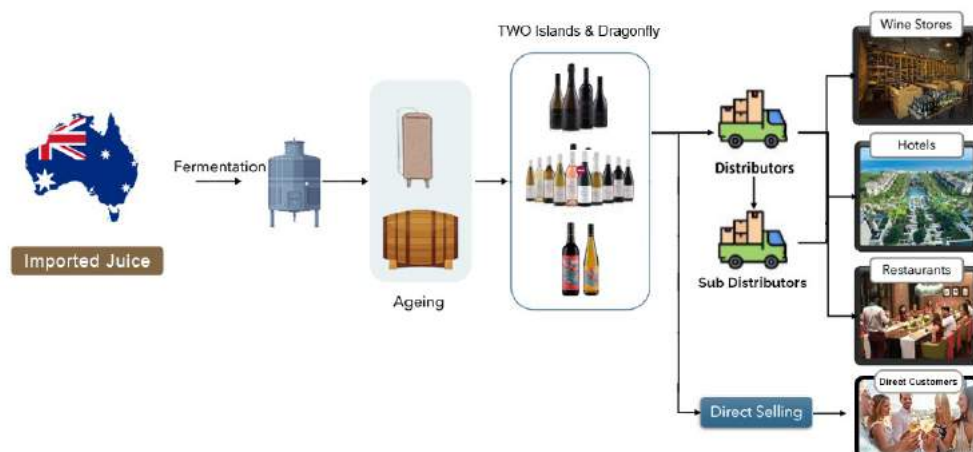 TWO Islands & Dragonfly
Wine Stores
Fermentation
Distributors
Hotels
Imported Juice
Ageing
Sub Distributors
Restaurants
Direct Selling
Direct Customers